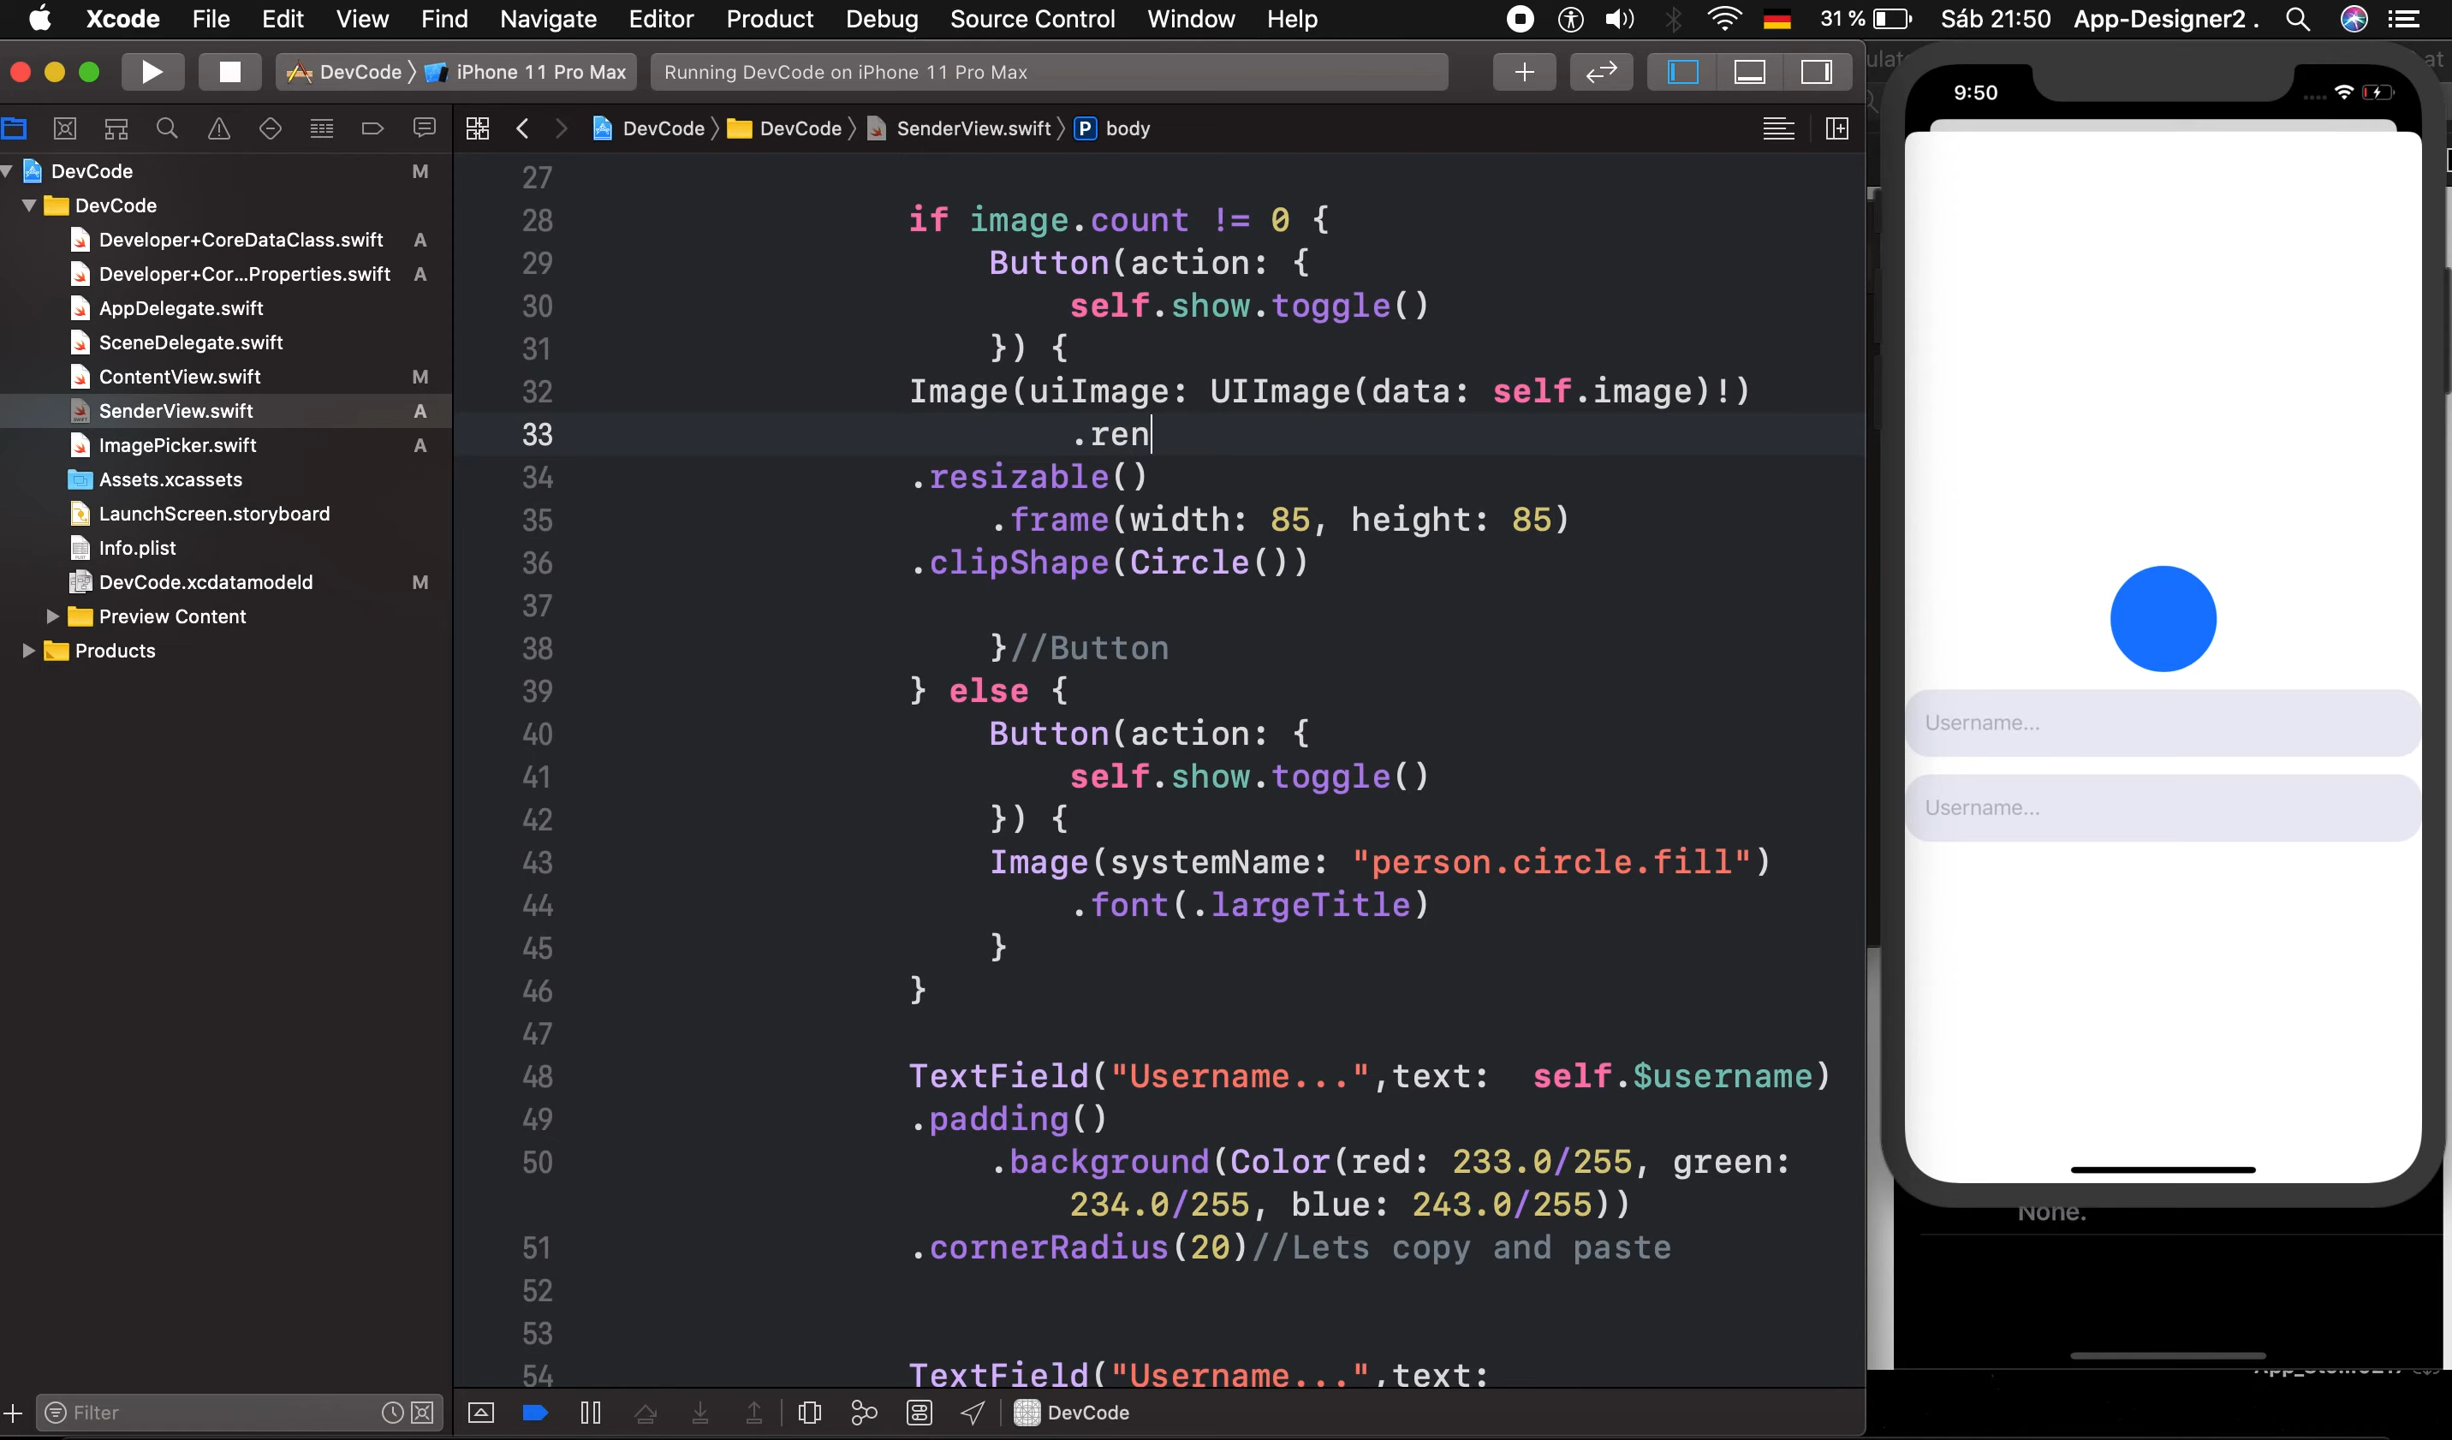 Xcode File Edit View Find Navigate Editor Product Debug Source Control Window Help 31 % Sáb 21:50 App-Designer2 .
DevCode iPhone 11 Pro Max Running DevCode on iPhone 11 Pro Max
DevCode DevCode SenderView.swift P body
DevCode M
DevCode
Developer+CoreDataClass.swift A
Developer+Cor...Properties.swift A
AppDelegate.swift
SceneDelegate.swift
ContentView.swift M
SenderView.swift A
ImagePicker.swift A
Assets.xcassets
LaunchScreen.storyboard
Info.plist
DevCode.xcdatamodeld M
Preview Content
Products
Filter
27
28 if image.count != 0 {
29 Button(action: {
30 self.show.toggle()
31 }) {
32 Image(uiImage: UIImage(data: self.image)!)
33 .ren
34 .resizable()
35 .frame(width: 85, height: 85)
36 .clipShape(Circle())
37
38 }//Button
39 } else {
40 Button(action: {
41 self.show.toggle()
42 }) {
43 Image(systemName: "person.circle.fill")
44 .font(.largeTitle)
45 }
46 }
47
48 TextField("Username...",text:  self.$username)
49 .padding()
50 .background(Color(red: 233.0/255, green:
234.0/255, blue: 243.0/255))
51 .cornerRadius(20)//Lets copy and paste
52
53
54 TextField("Username...",text:
DevCode
9:50
Username...
Username...
None.